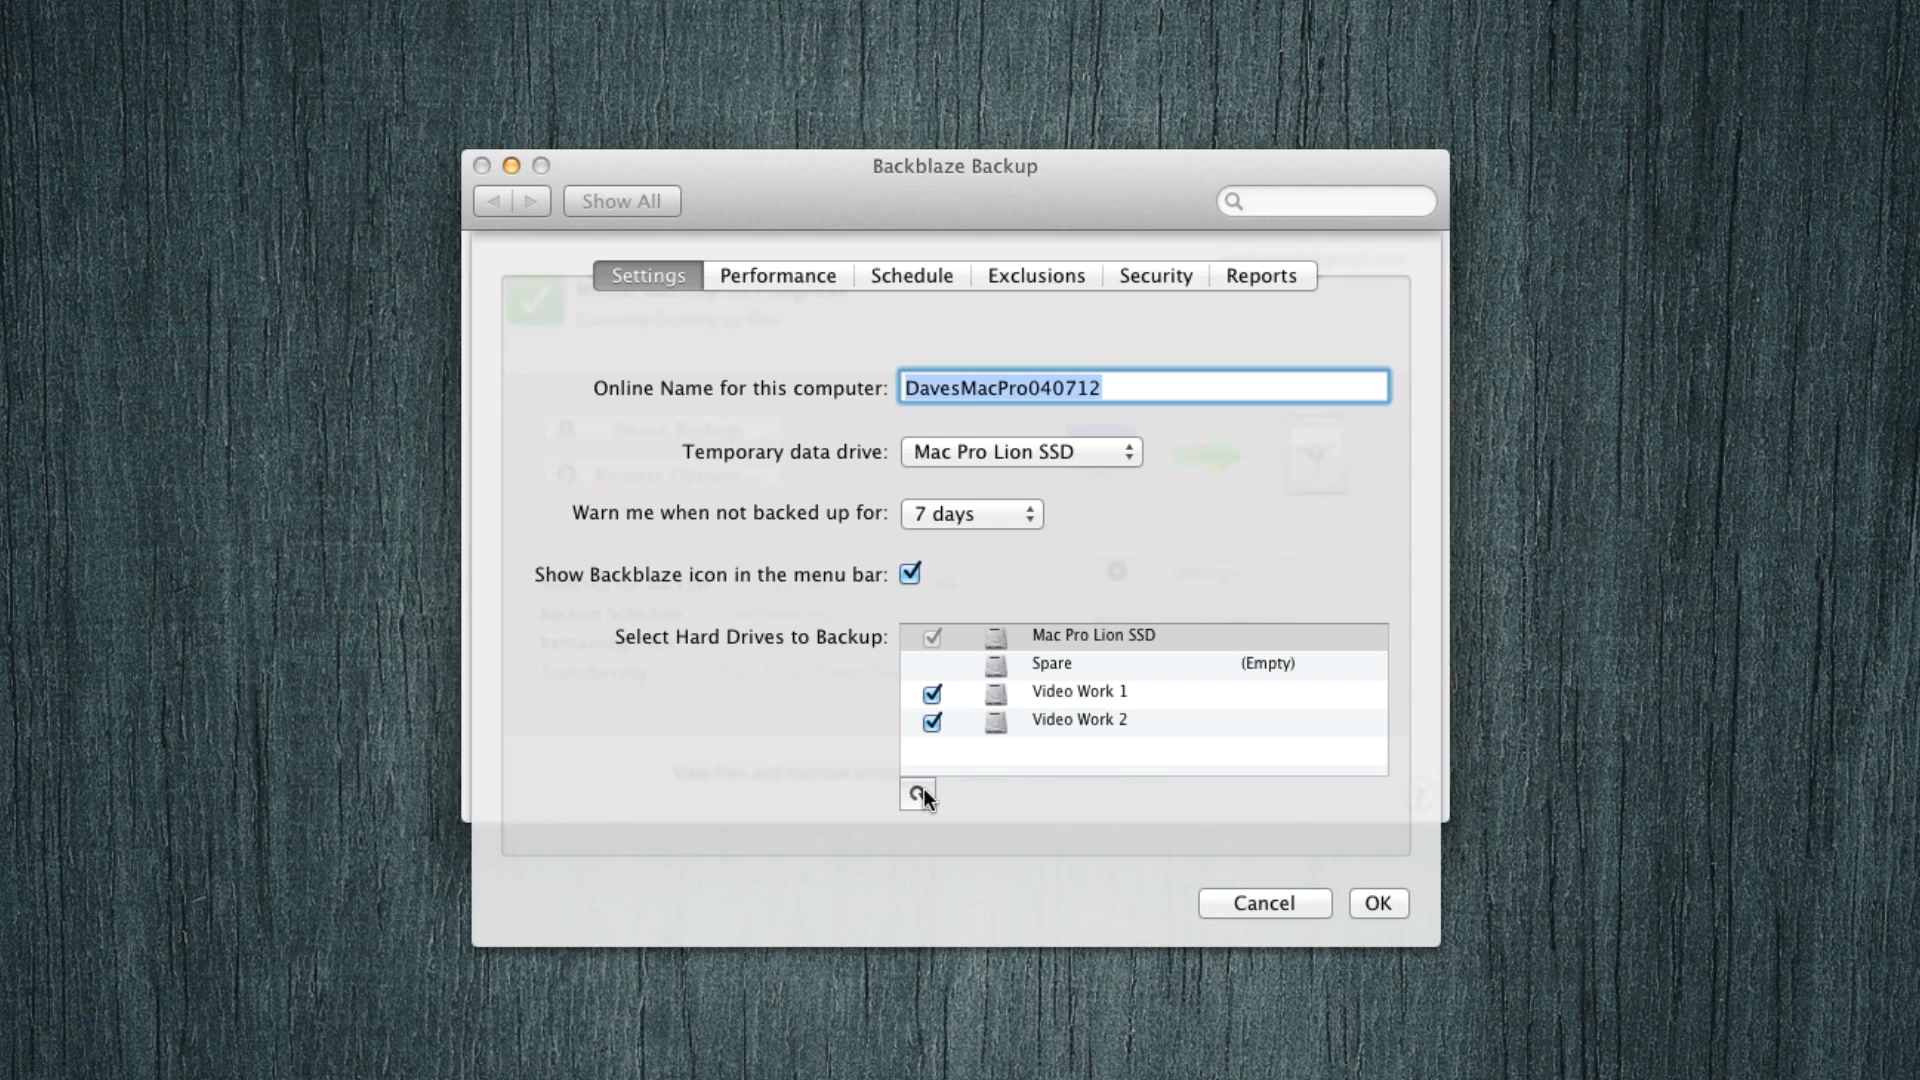 Backblaze Backup
Show All
Settings Performance Schedule Exclusions Security Reports
Online Name for this computer: DavesMacPro040712
Temporary data drive: Mac Pro Lion SSD
Warn me when not backed up for: 7 days
Show Backblaze icon in the menu bar:
Select Hard Drives to Backup: Mac Pro Lion SSD
Spare (Empty)
Video Work 1
Video Work 2
Cancel OK